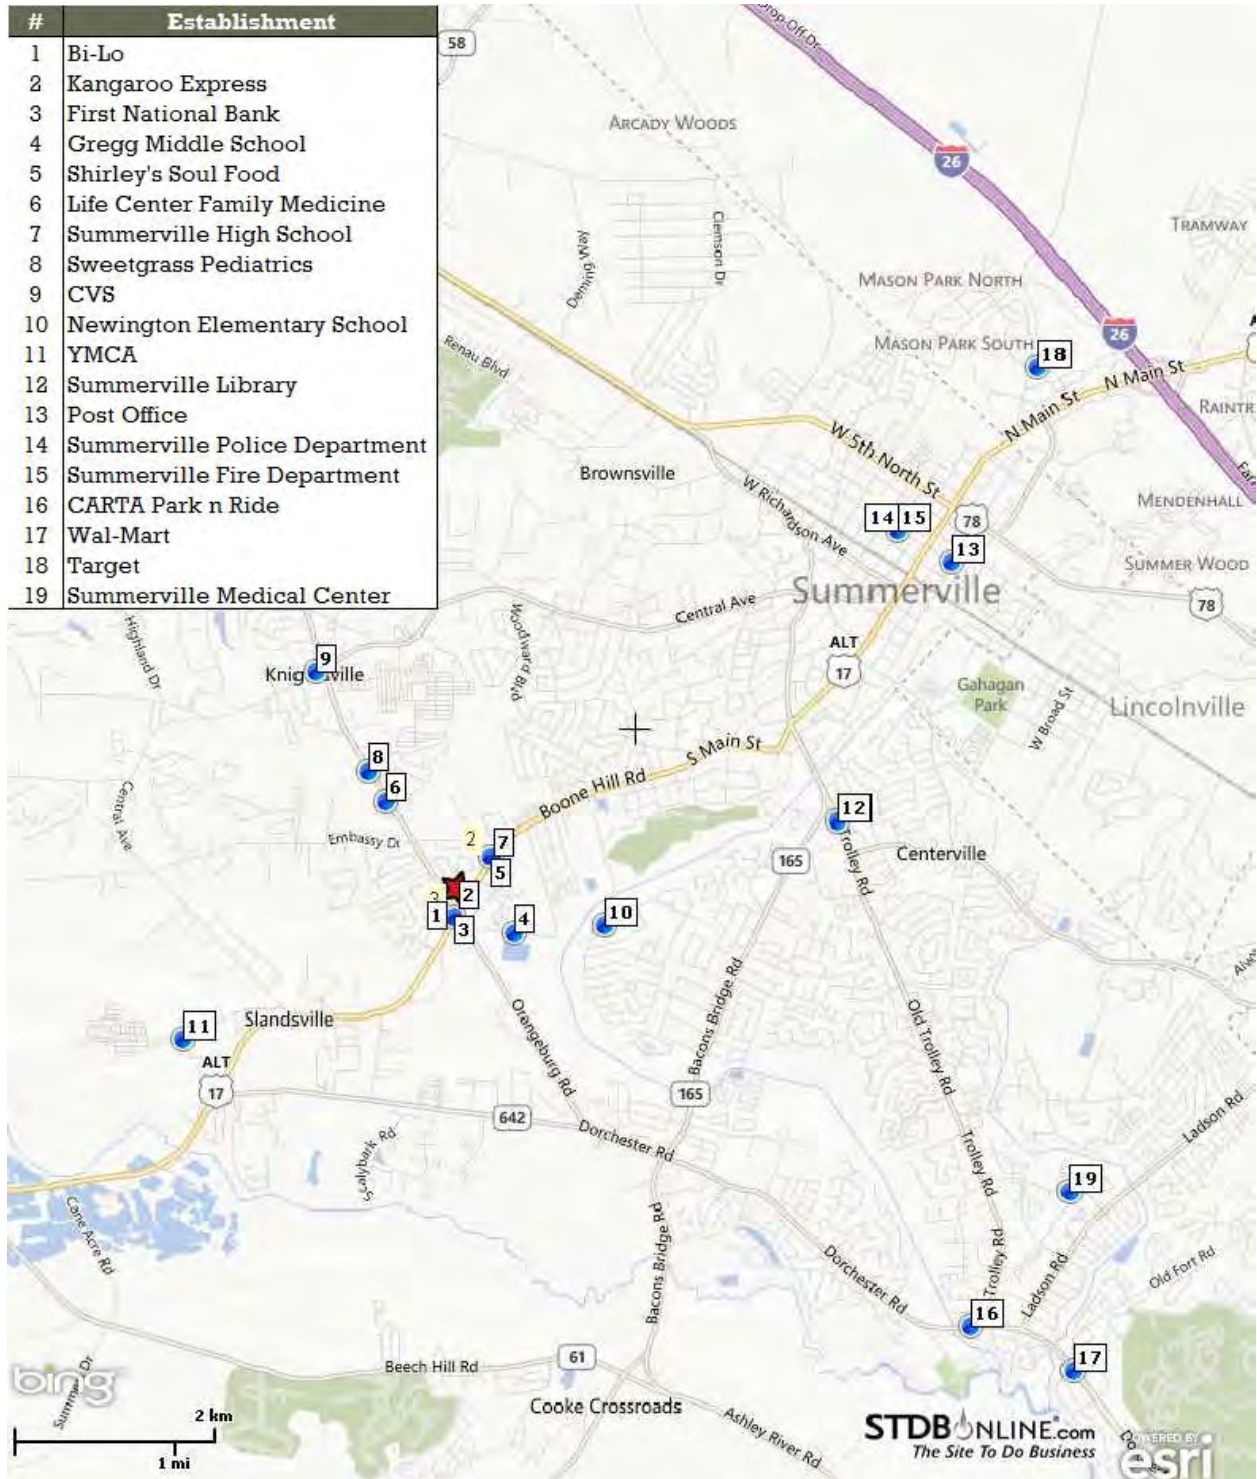 # Establishment
1 Bi-Lo
2 Kangaroo Express
3 First National Bank
4 Gregg Middle School
5 Shirley's Soul Food
6 Life Center Family Medicine
7 Summerville High School
8 Sweetgrass Pediatrics
9 CVS
10 Newington Elementary School
11 YMCA
12 Summerville Library
13 Post Office
14 Summerville Police Department
15 Summerville Fire Department
16 CARTA Park n Ride
17 Wal-Mart
18 Target
19 Summerville Medical Center
58
Drop-Off-Dr
ARCADY WOODS
26
Clemson Dr
TRAMWAY
Deming Way
MASON PARK NORTH
26
MASON PARK SOUTH
18
Renau Blvd
N Main St
N Main St
W 5th North St
Brownsville
W Richardson Ave
MENDENHALL
14 15
78
13
SUMMER WOOD
Summerville
78
Central Ave
Woodward Blvd
Highland Dr
ALT
17
9
Gahagan
Park
W Broad St
Lincolnville
S Main St
8
6
Boone Hill Rd
Central Ave
Embassy Dr
2
7
5
12
165
Trolley Rd
Centerville
3
2
1
3
4
10
Bacons Bridge Rd
Orangeburg Rd
Old Trolley Rd
Slandsville
11
ALT
17
165
642
Dorchester Rd
Ladson Rd
Scalybark Rd
Trolley Rd
19
Cane Acre Rd
Bacons Bridge Rd
Dorchester Rd
Trolley Rd
Ladson Rd
Old Fort Rd
16
17
61
Beech Hill Rd
bing
Cooke Crossroads
Ashley River Rd
2 km
1 mi
STDBONLINE.com
The Site To Do Business
POWERED BY
esri